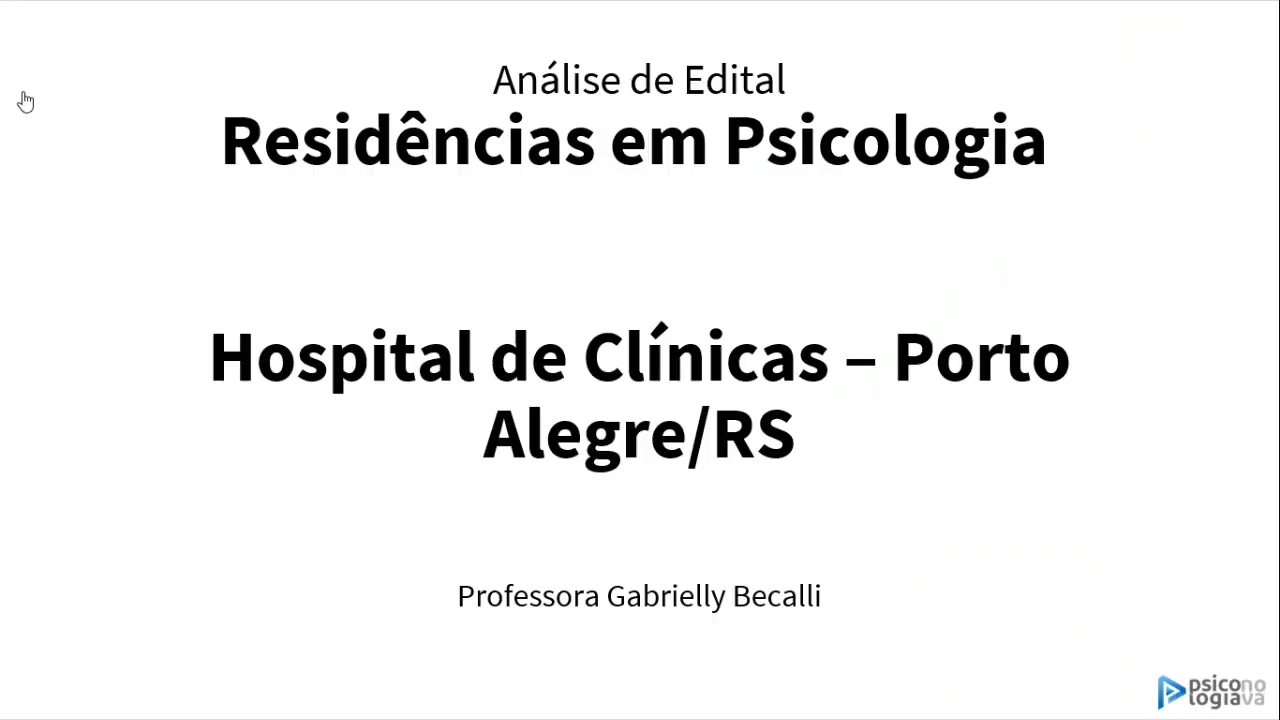 Análise de Edital
Residências em Psicologia
Hospital de Clínicas – Porto
Alegre/RS
Professora Gabrielly Becalli
psicono
logiava